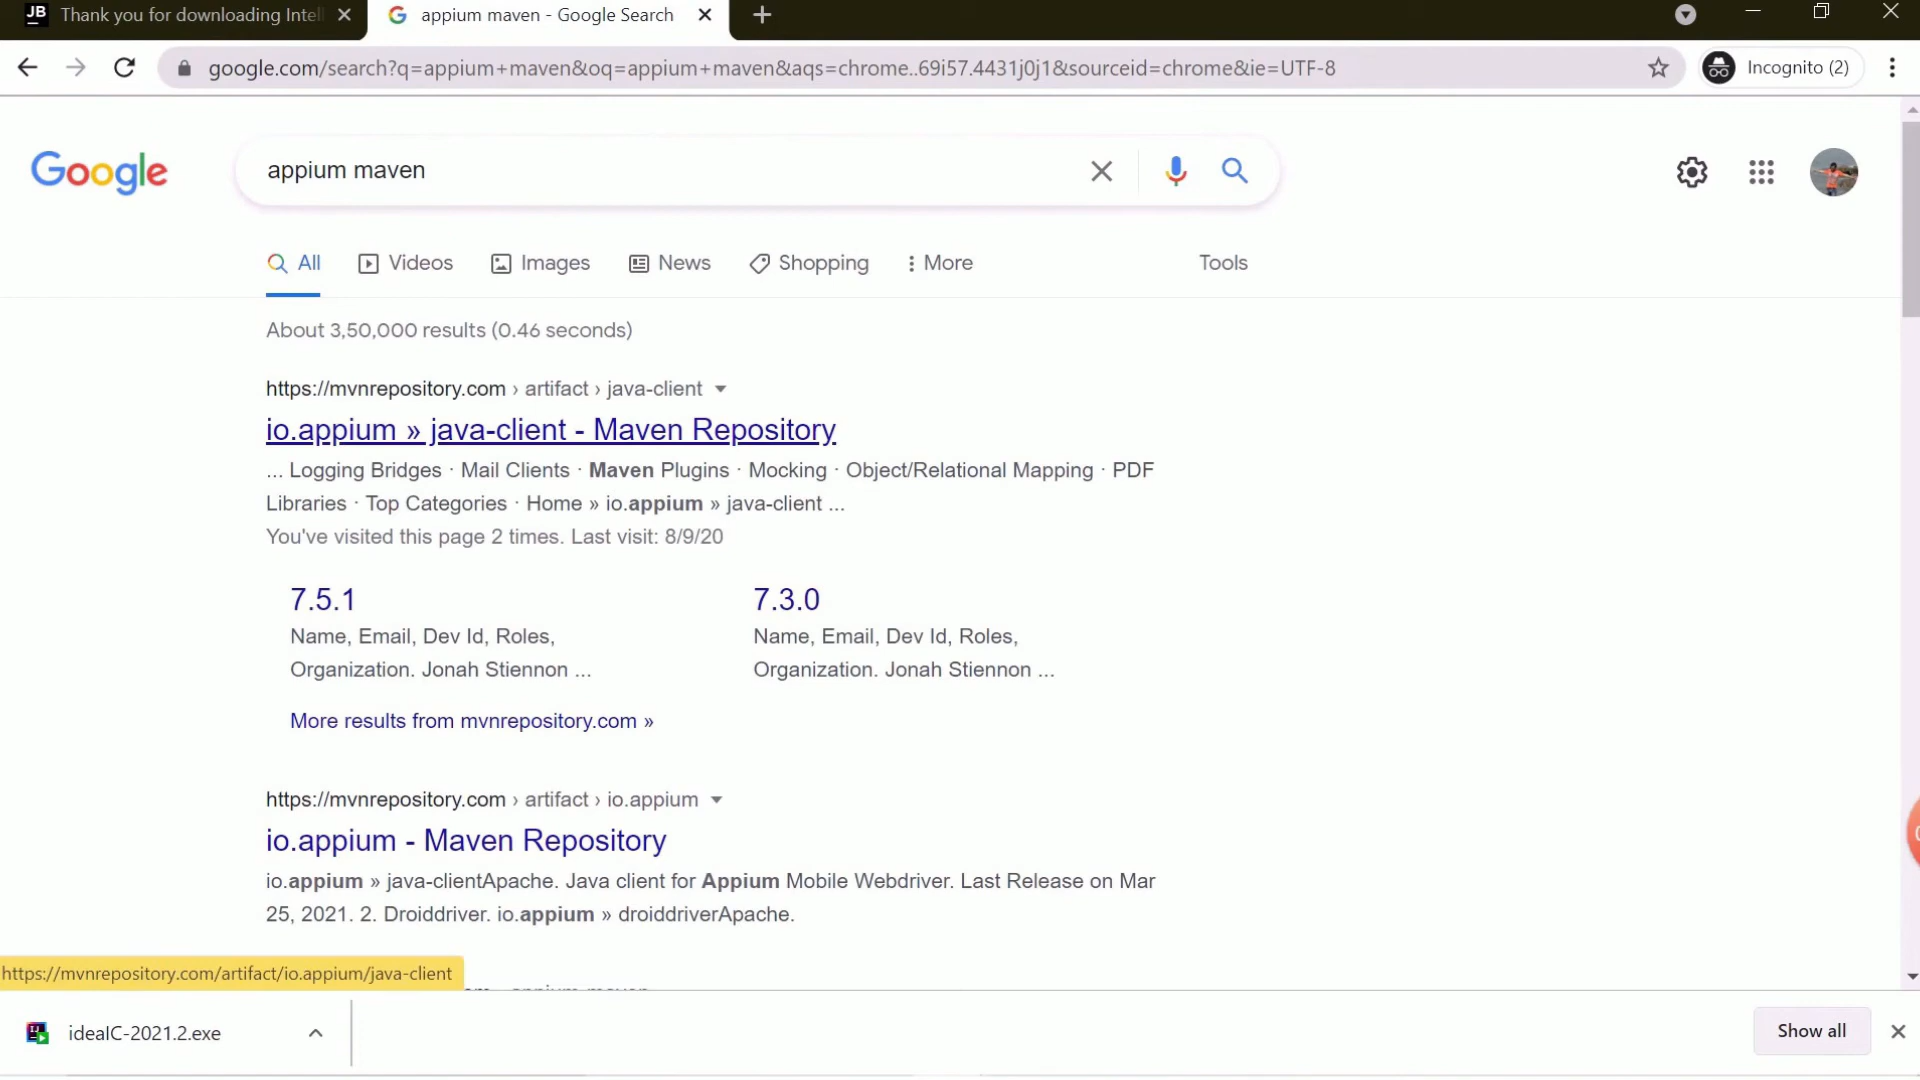 JB
Thank you for downloading Intell
appium maven - Google Search
google.com/search?q=appium+maven&oq=appium+maven&aqs=chrome..69i57.4431j0j1&sourceid=chrome&ie=UTF-8
Incognito (2)
Google
appium maven
All
Videos
Images
News
Shopping
More
Tools
About 3,50,000 results (0.46 seconds)
https://mvnrepository.com › artifact › java-client
io.appium » java-client - Maven Repository
... Logging Bridges · Mail Clients · Maven Plugins · Mocking · Object/Relational Mapping · PDF
Libraries · Top Categories · Home » io.appium » java-client ...
You've visited this page 2 times. Last visit: 8/9/20
7.5.1
Name, Email, Dev Id, Roles,
Organization. Jonah Stiennon ...
7.3.0
Name, Email, Dev Id, Roles,
Organization. Jonah Stiennon ...
More results from mvnrepository.com »
https://mvnrepository.com › artifact › io.appium
io.appium - Maven Repository
io.appium » java-clientApache. Java client for Appium Mobile Webdriver. Last Release on Mar
25, 2021. 2. Droiddriver. io.appium » droiddriverApache.
https://mvnrepository.com/artifact/io.appium/java-client
ideaIC-2021.2.exe
Show all